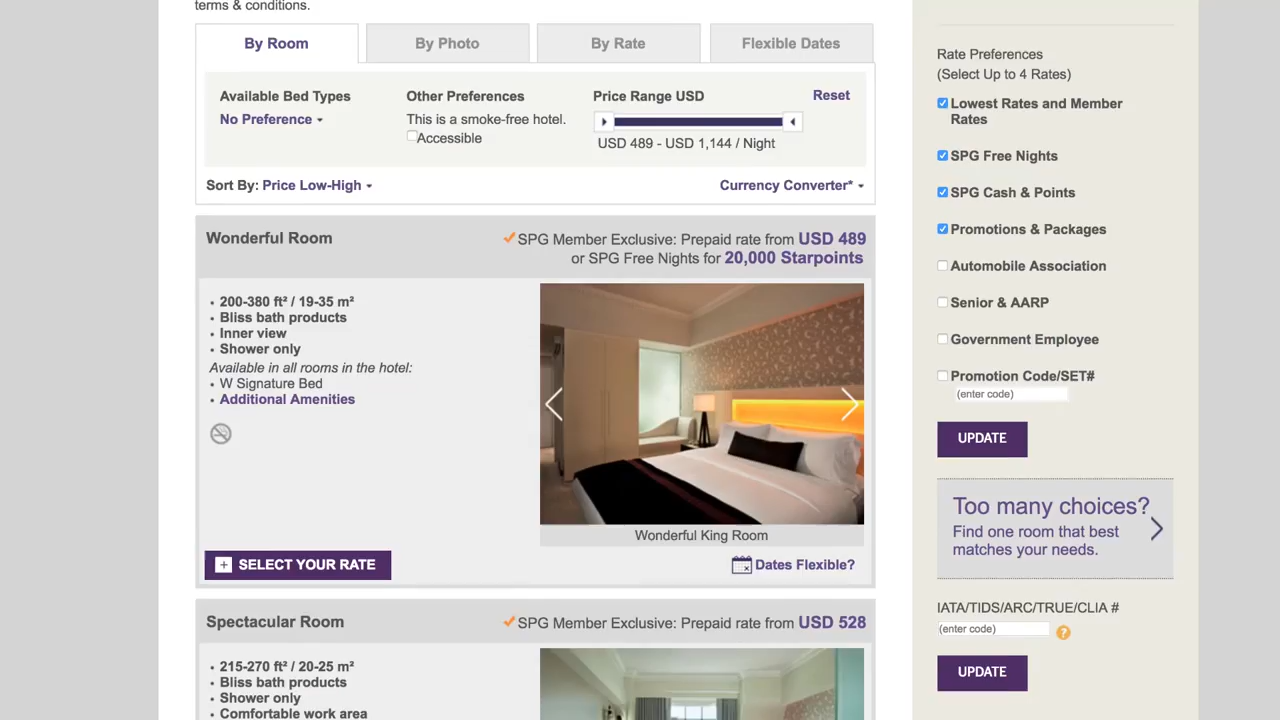 terms & conditions.
By Room
By Photo
By Rate
Flexible Dates
Available Bed Types
No Preference
Other Preferences
This is a smoke-free hotel.
Accessible
Price Range USD
Reset
USD 489 - USD 1,144 / Night
Sort By: Price Low-High
Currency Converter*
Wonderful Room
SPG Member Exclusive: Prepaid rate from USD 489
or SPG Free Nights for 20,000 Starpoints
• 200-380 ft² / 19-35 m²
• Bliss bath products
• Inner view
• Shower only
Available in all rooms in the hotel:
• W Signature Bed
• Additional Amenities
Wonderful King Room
SELECT YOUR RATE
Dates Flexible?
Spectacular Room
SPG Member Exclusive: Prepaid rate from USD 528
• 215-270 ft² / 20-25 m²
• Bliss bath products
• Shower only
• Comfortable work area
Rate Preferences
(Select Up to 4 Rates)
Lowest Rates and Member
Rates
SPG Free Nights
SPG Cash & Points
Promotions & Packages
Automobile Association
Senior & AARP
Government Employee
Promotion Code/SET#
(enter code)
UPDATE
Too many choices?
Find one room that best
matches your needs.
IATA/TIDS/ARC/TRUE/CLIA #
(enter code)
?
UPDATE